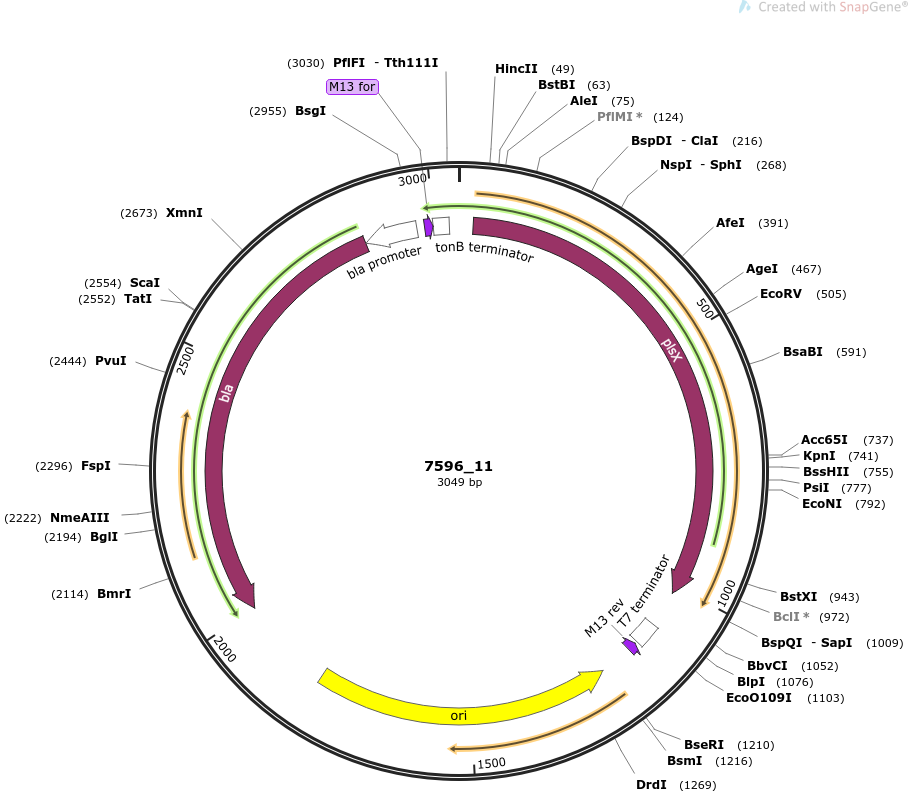 Created with SnapGene®
(3030) PflFI - Tth111I
M13 for
(2955) BsgI
HincII (49)
BstBI (63)
AleI (75)
PflMI * (124)
BspDI - ClaI (216)
NspI - SphI (268)
AfeI (391)
AgeI (467)
EcoRV (505)
BsaBI (591)
Acc65I (737)
KpnI (741)
BssHII (755)
PsiI (777)
EcoNI (792)
BstXI (943)
BclI * (972)
BspQI - SapI (1009)
BbvCI (1052)
BlpI (1076)
EcoO109I (1103)
BseRI (1210)
BsmI (1216)
DrdI (1269)
(2673) XmnI
(2554) ScaI
(2552) TatI
(2444) PvuI
(2296) FspI
(2222) NmeAIII
(2194) BglI
(2114) BmrI
3000
500
1000
1500
2000
2500
bla promoter
tonB terminator
plsX
bla
T7 terminator
M13 rev
ori
7596_11
3049 bp